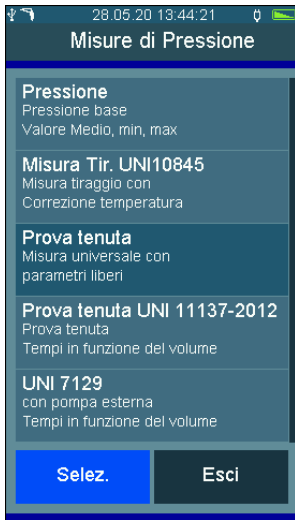 28.05.20 13:44:21
Misure di Pressione
Pressione
Pressione base
Valore Medio, min, max
Misura Tir. UNI10845
Misura tiraggio con
Correzione temperatura
Prova tenuta
Misura universale con
parametri liberi
Prova tenuta UNI 11137-2012
Prova tenuta
Tempi in funzione del volume
UNI 7129
con pompa esterna
Tempi in funzione del volume
Selez.
Esci